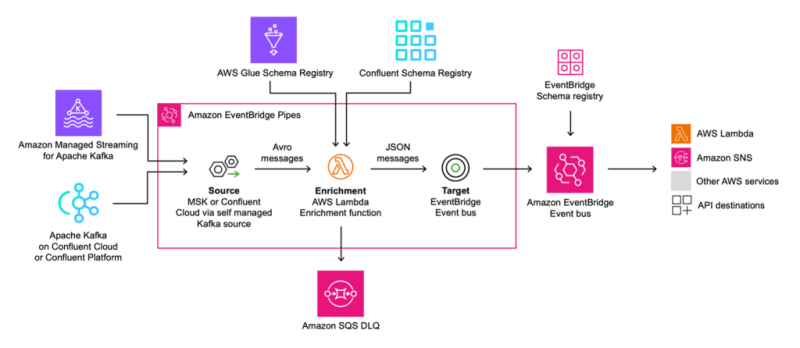 AWS Glue Schema Registry
Confluent Schema Registry
EventBridge
Schema registry
Amazon EventBridge Pipes
Amazon Managed Streaming
for Apache Kafka
Avro
messages
JSON
messages
AWS Lambda
Amazon SNS
Other AWS services
API destinations
Source
MSK or Confluent
Cloud via self managed
Kafka source
Enrichment
AWS Lambda
Enrichment function
Target
EventBridge
Event bus
Amazon EventBridge
Event bus
Apache Kafka
on Confluent Cloud
or Confluent Platform
Amazon SQS DLQ